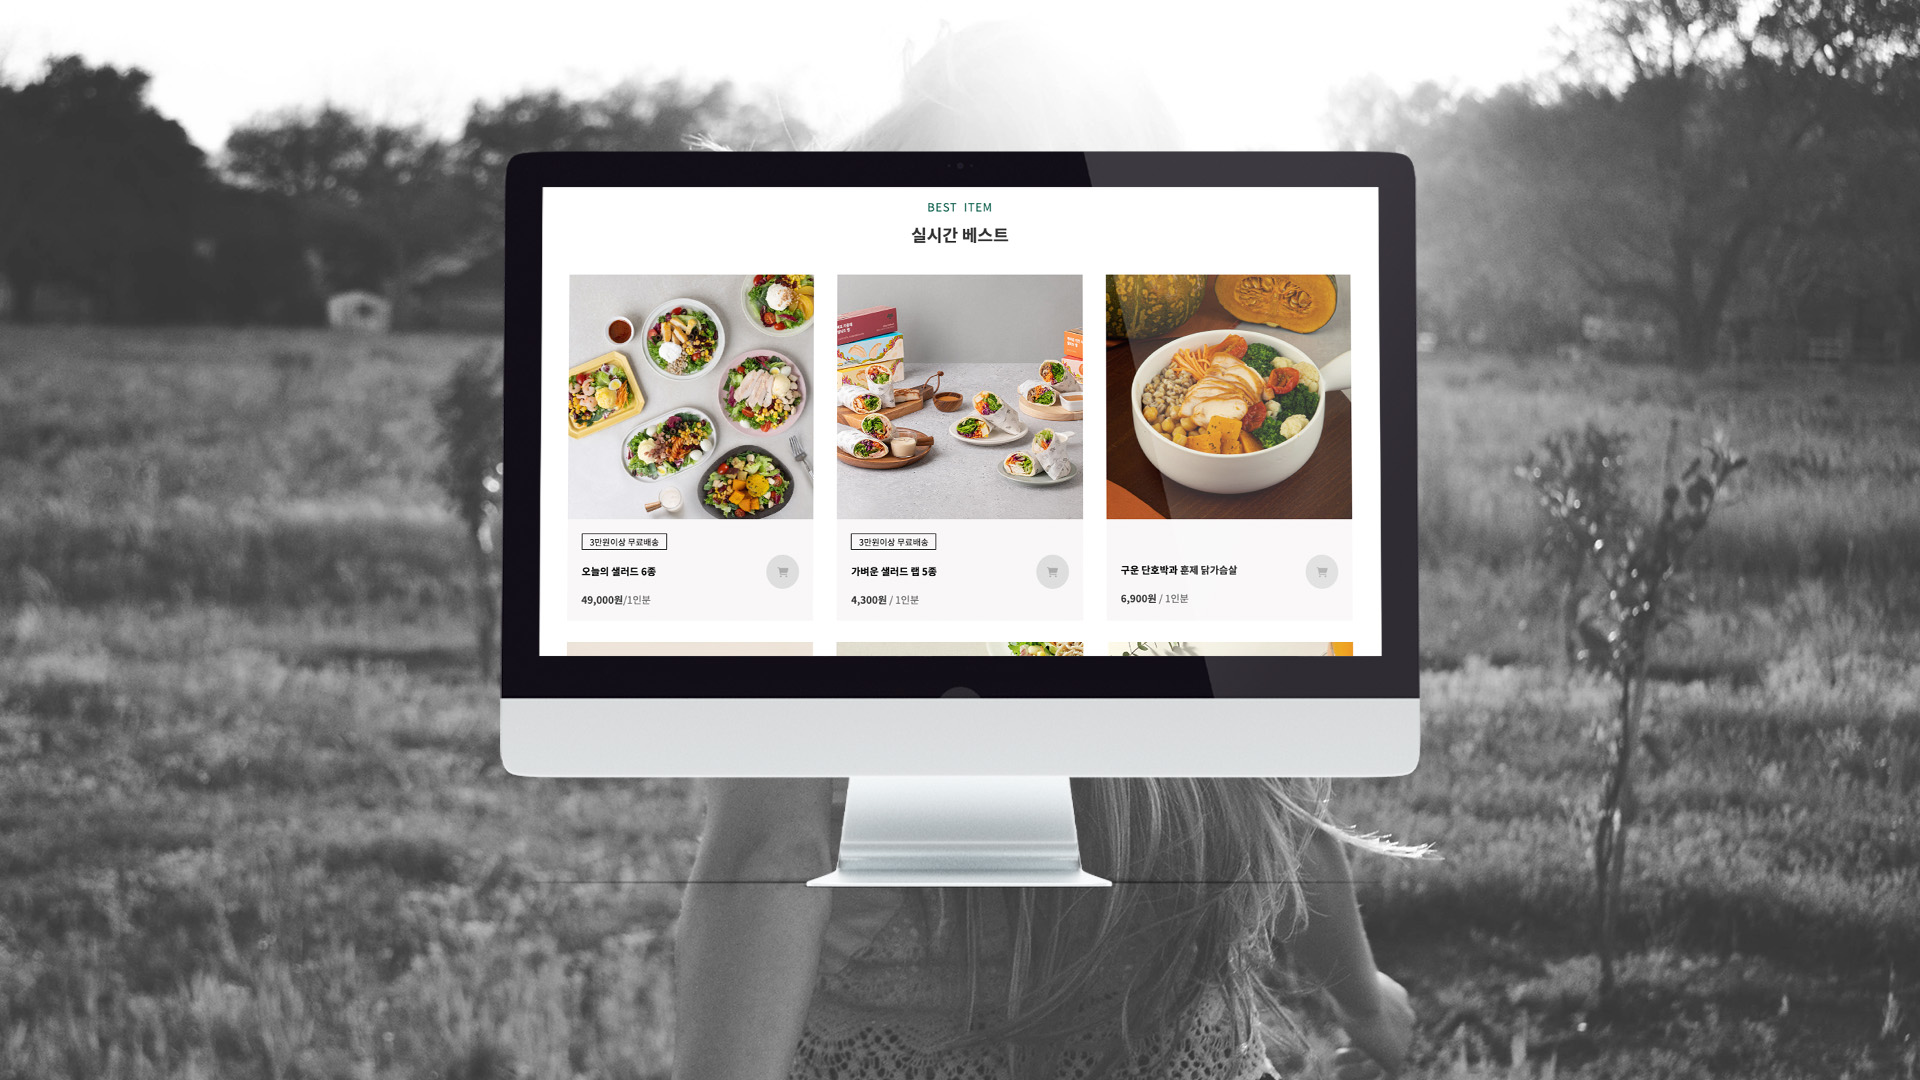 BEST ITEM
실시간 베스트
3만원이상 무료배송
오늘의 샐러드 6종
49,000원/1인분
3만원이상 무료배송
가벼운 샐러드 랩 5종
4,300원 / 1인분
구운 단호박과 훈제 닭가슴살
6,900원 / 1인분